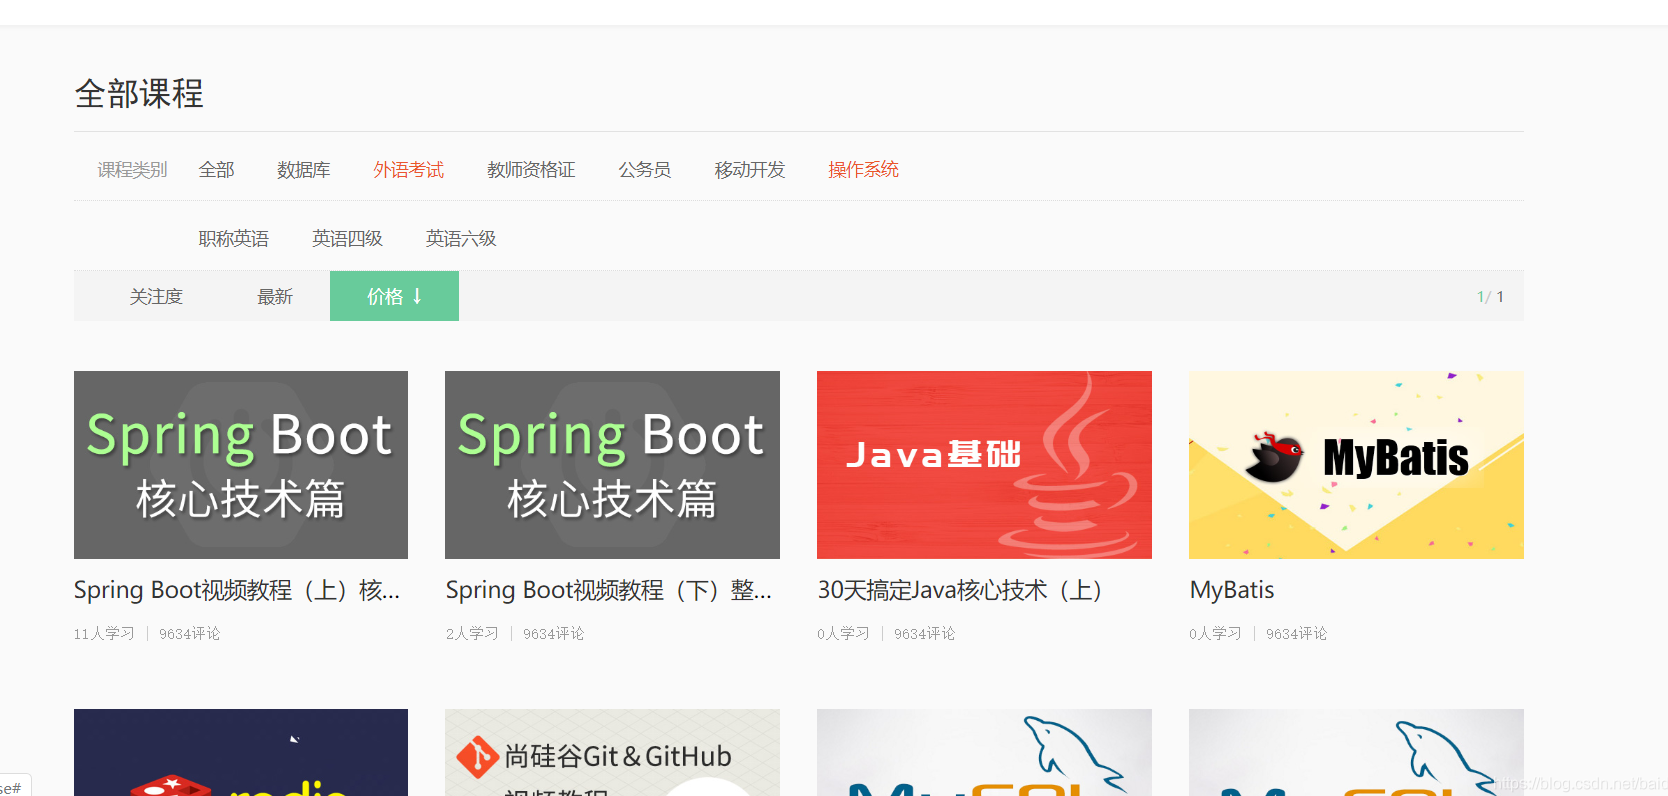 全部课程
课程类别 全部 数据库 外语考试 教师资格证 公务员 移动开发 操作系统
职称英语 英语四级 英语六级
关注度 最新 价格 ↓ 1/ 1
Spring Boot
核心技术篇
Spring Boot
核心技术篇
Java基础
MyBatis
Spring Boot视频教程（上）核... Spring Boot视频教程（下）整... 30天搞定Java核心技术（上） MyBatis
11人学习 | 9634评论 2人学习 | 9634评论 0人学习 | 9634评论 0人学习 | 9634评论
尚硅谷Git＆GitHub
视频教程
redis
MySQL
MySQL
se#
https://blog.csdn.net/baic